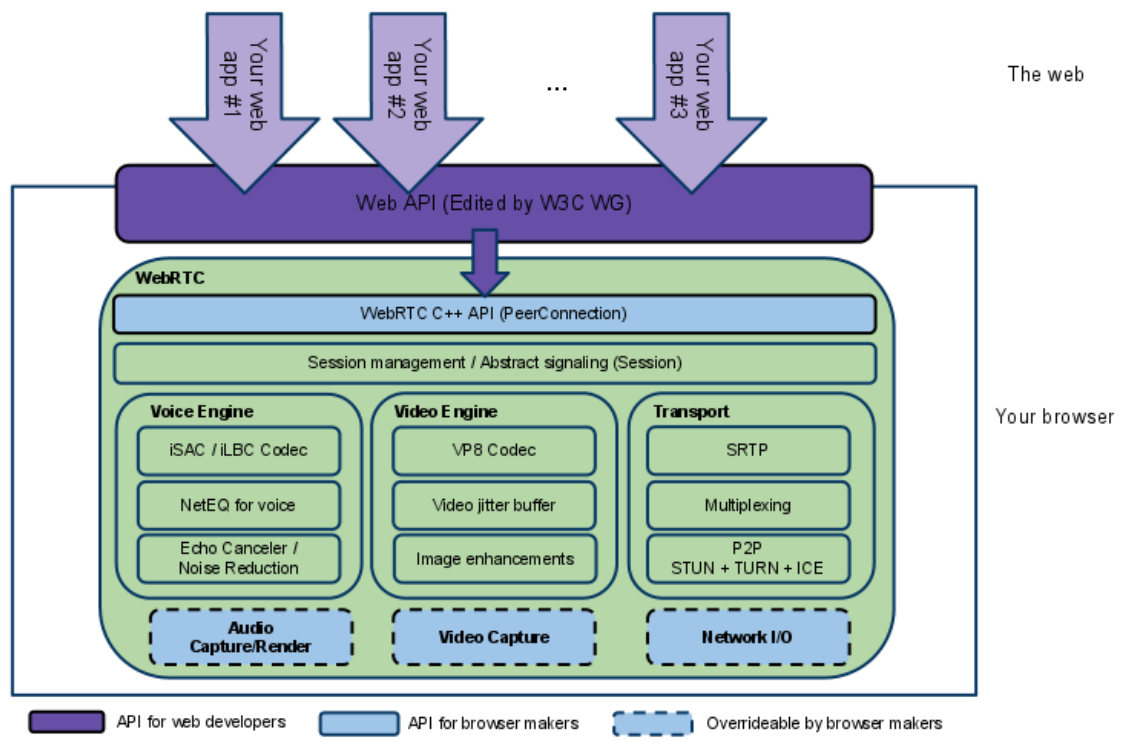 Your web
app #1
Your web
app #2
...
Your web
app #3
The web
Web API (Edited by W3C WG)
WebRTC
WebRTC C++ API (PeerConnection)
Session management / Abstract signaling (Session)
Your browser
Voice Engine
iSAC / iLBC Codec
NetEQ for voice
Echo Canceler /
Noise Reduction
Video Engine
VP8 Codec
Video jitter buffer
Image enhancements
Transport
SRTP
Multiplexing
P2P
STUN + TURN + ICE
Audio
Capture/Render
Video Capture
Network I/O
API for web developers
API for browser makers
Overrideable by browser makers